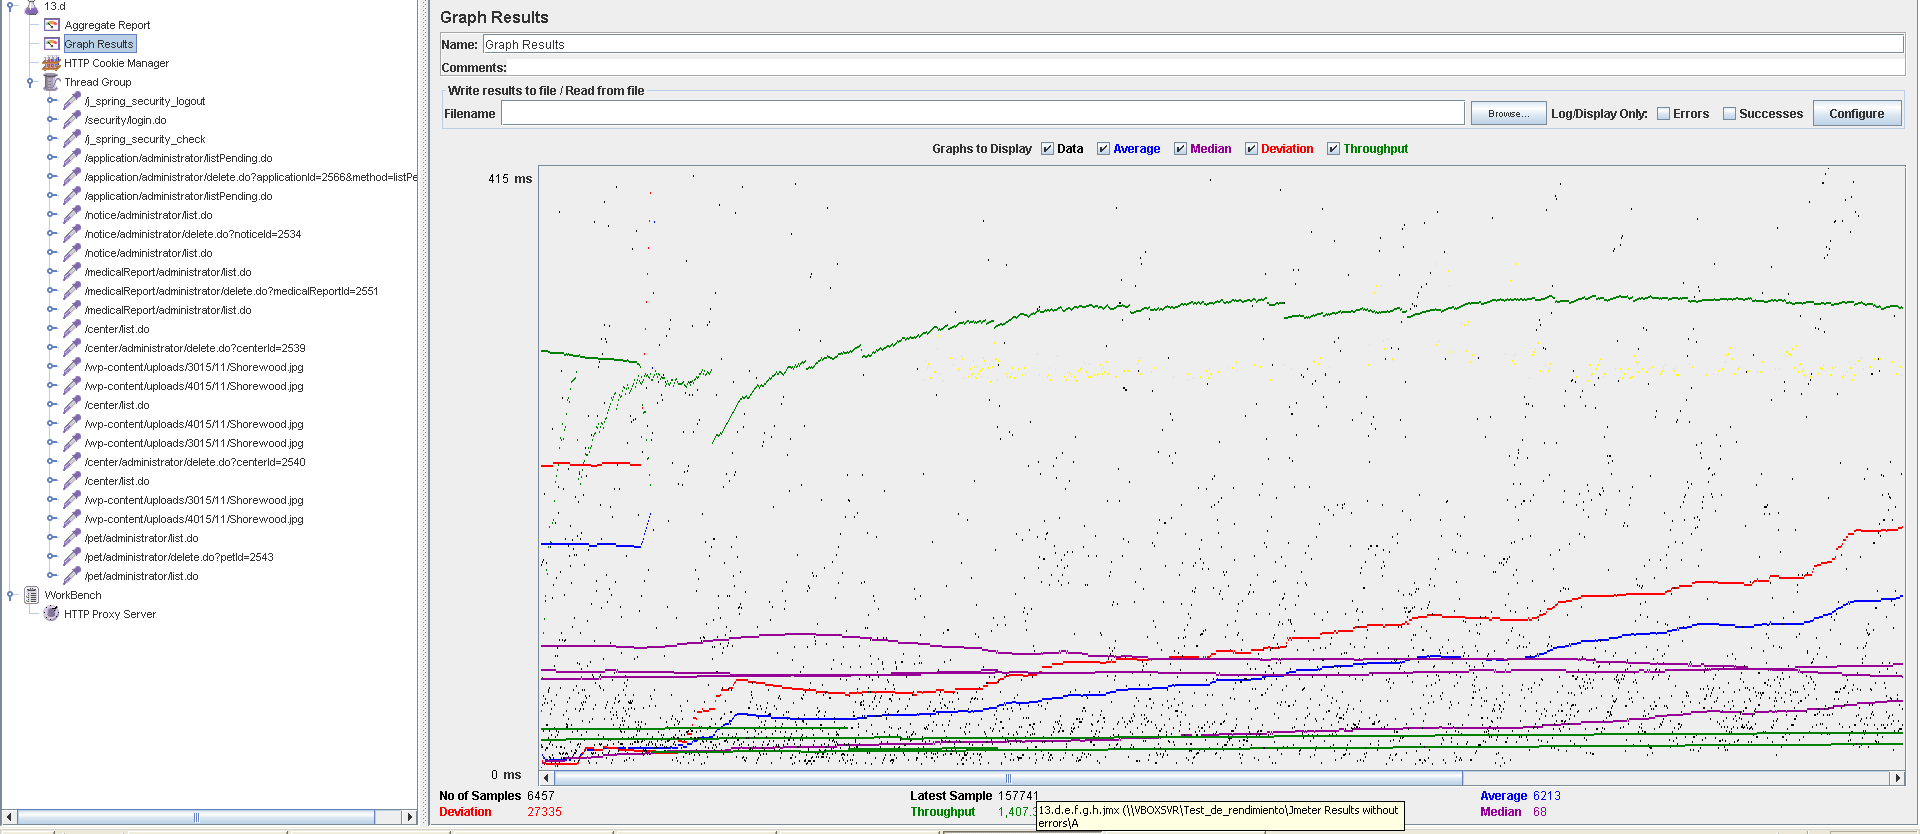 13.d
Aggregate Report
Graph Results
HTTP Cookie Manager
Thread Group
/j_spring_security_logout
/security/login.do
/j_spring_security_check
/application/administrator/listPending.do
/application/administrator/delete.do?applicationId=2566&method=listPe
/application/administrator/listPending.do
/notice/administrator/list.do
/notice/administrator/delete.do?noticeId=2534
/notice/administrator/list.do
/medicalReport/administrator/list.do
/medicalReport/administrator/delete.do?medicalReportId=2551
/medicalReport/administrator/list.do
/center/list.do
/center/administrator/delete.do?centerId=2539
/wp-content/uploads/3015/11/Shorewood.jpg
/wp-content/uploads/4015/11/Shorewood.jpg
/center/list.do
/wp-content/uploads/4015/11/Shorewood.jpg
/wp-content/uploads/3015/11/Shorewood.jpg
/center/administrator/delete.do?centerId=2540
/center/list.do
/wp-content/uploads/3015/11/Shorewood.jpg
/wp-content/uploads/4015/11/Shorewood.jpg
/pet/administrator/list.do
/pet/administrator/delete.do?petId=2543
/pet/administrator/list.do
WorkBench
HTTP Proxy Server
Graph Results
Name: Graph Results
Comments:
Write results to file / Read from file
Filename Browse... Log/Display Only: Errors Successes Configure
Graphs to Display Data Average Median Deviation Throughput
415 ms
0 ms
No of Samples 6457 Latest Sample 157741 Average 6213
Deviation 27335 Throughput 1,407.3 Median 68
13.d.e.f.g.h.jmx (\\VBOXSVR\Test_de_rendimiento\Jmeter Results without
errors\A